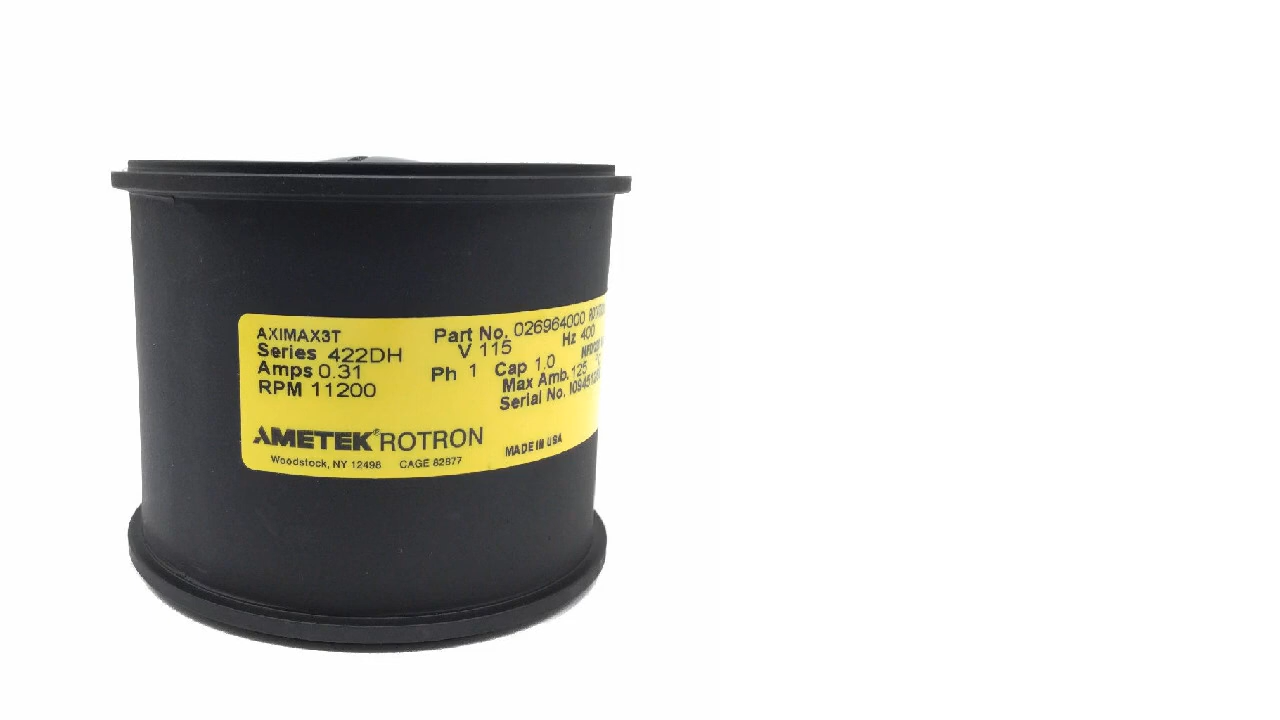 AXIMAX3T
Series 422DH
Amps 0.31
RPM 11200
Part No. 026964000
V 115 Hz 400
Ph 1 Cap 1.0
Max Amb. 125
Serial No.
AMETEK® ROTRON
Woodstock, NY 12498 CAGE 82877
MADE IN USA